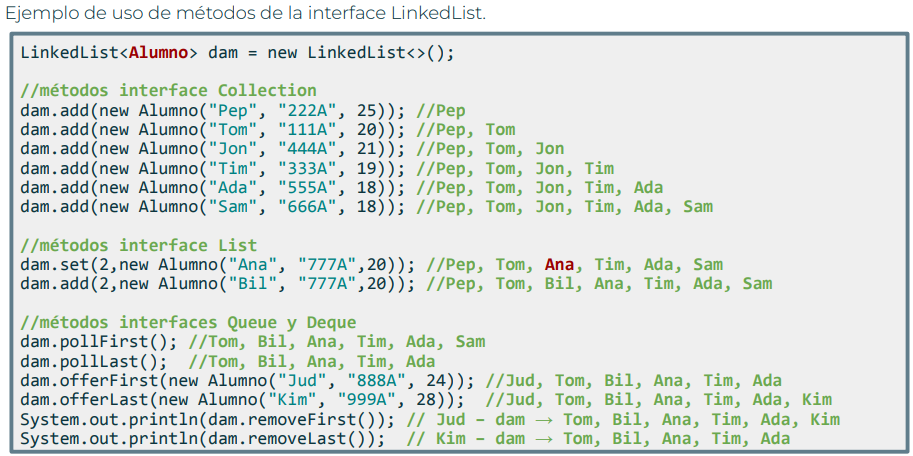 Ejemplo de uso de métodos de la interface LinkedList.
LinkedList<Alumno> dam = new LinkedList<>();
//métodos interface Collection
dam.add(new Alumno("Pep", "222A", 25)); //Pep
dam.add(new Alumno("Tom", "111A", 20)); //Pep, Tom
dam.add(new Alumno("Jon", "444A", 21)); //Pep, Tom, Jon
dam.add(new Alumno("Tim", "333A", 19)); //Pep, Tom, Jon, Tim
dam.add(new Alumno("Ada", "555A", 18)); //Pep, Tom, Jon, Tim, Ada
dam.add(new Alumno("Sam", "666A", 18)); //Pep, Tom, Jon, Tim, Ada, Sam
//métodos interface List
dam.set(2,new Alumno("Ana", "777A",20)); //Pep, Tom, Ana, Tim, Ada, Sam
dam.add(2,new Alumno("Bil", "777A",20)); //Pep, Tom, Bil, Ana, Tim, Ada, Sam
//métodos interfaces Queue y Deque
dam.pollFirst(); //Tom, Bil, Ana, Tim, Ada, Sam
dam.pollLast();  //Tom, Bil, Ana, Tim, Ada
dam.offerFirst(new Alumno("Jud", "888A", 24)); //Jud, Tom, Bil, Ana, Tim, Ada
dam.offerLast(new Alumno("Kim", "999A", 28));  //Jud, Tom, Bil, Ana, Tim, Ada, Kim
System.out.println(dam.removeFirst()); // Jud – dam → Tom, Bil, Ana, Tim, Ada, Kim
System.out.println(dam.removeLast());  // Kim – dam → Tom, Bil, Ana, Tim, Ada